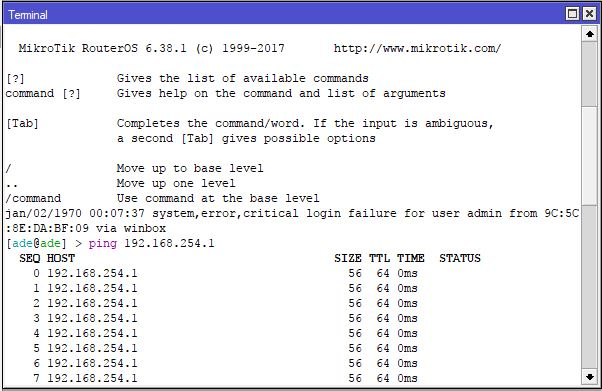 Terminal
MikroTik RouterOS 6.38.1 (c) 1999-2017       http://www.mikrotik.com/
[?]             Gives the list of available commands
command [?]     Gives help on the command and list of arguments
[Tab]           Completes the command/word. If the input is ambiguous,
                a second [Tab] gives possible options
/               Move up to base level
..              Move up one level
/command        Use command at the base level
jan/02/1970 00:07:37 system,error,critical login failure for user admin from 9C:5C
:8E:DA:BF:09 via winbox
[ade@ade] > ping 192.168.254.1
  SEQ HOST                                     SIZE TTL TIME  STATUS
    0 192.168.254.1                              56  64 0ms
    1 192.168.254.1                              56  64 0ms
    2 192.168.254.1                              56  64 0ms
    3 192.168.254.1                              56  64 0ms
    4 192.168.254.1                              56  64 0ms
    5 192.168.254.1                              56  64 0ms
    6 192.168.254.1                              56  64 0ms
    7 192.168.254.1                              56  64 0ms